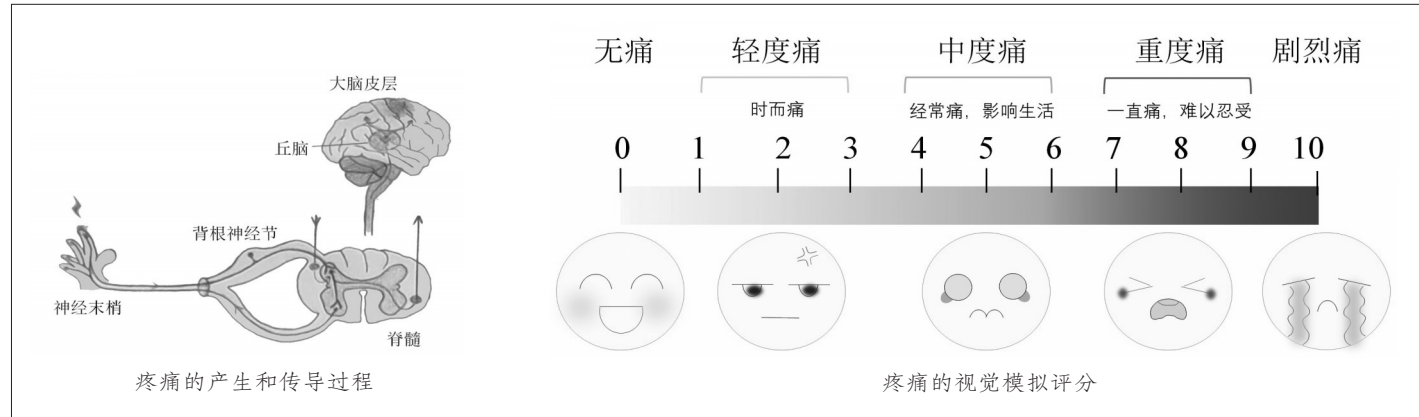 大脑皮层
丘脑
背根神经节
神经末梢
脊髓
疼痛的产生和传导过程
无痛 轻度痛 中度痛 重度痛 剧烈痛
时而痛 经常痛，影响生活 一直痛，难以忍受
0 1 2 3 4 5 6 7 8 9 10
疼痛的视觉模拟评分